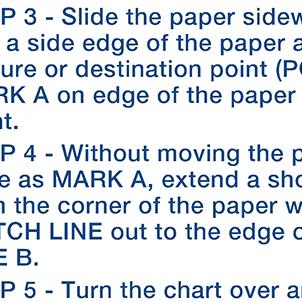 P 3 - Slide the paper sidew
a side edge of the paper a
ure or destination point (P
RK A on edge of the paper
t.
P 4 - Without moving the p
e as MARK A, extend a sho
the corner of the paper w
TCH LINE out to the edge o
E B.
P 5 - Turn the chart over a